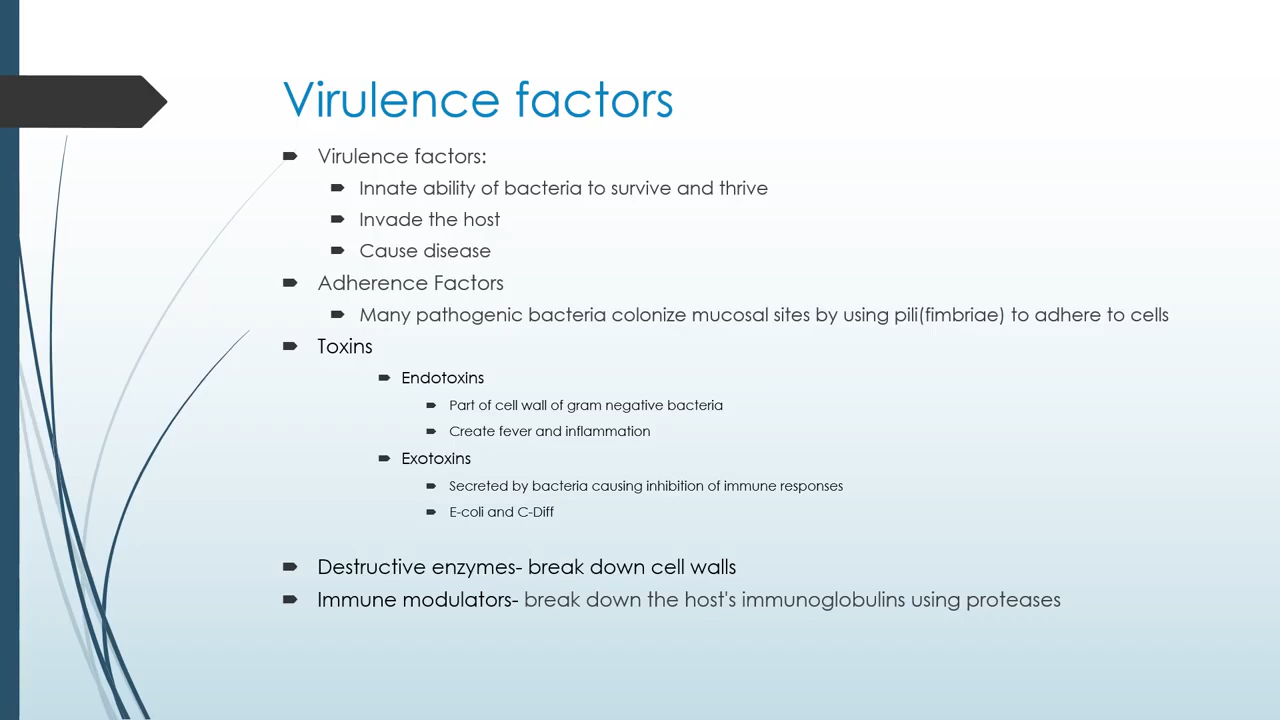 Virulence factors
Virulence factors:
Innate ability of bacteria to survive and thrive
Invade the host
Cause disease
Adherence Factors
Many pathogenic bacteria colonize mucosal sites by using pili(fimbriae) to adhere to cells
Toxins
Endotoxins
Part of cell wall of gram negative bacteria
Create fever and inflammation
Exotoxins
Secreted by bacteria causing inhibition of immune responses
E-coli and C-Diff
Destructive enzymes- break down cell walls
Immune modulators- break down the host's immunoglobulins using proteases